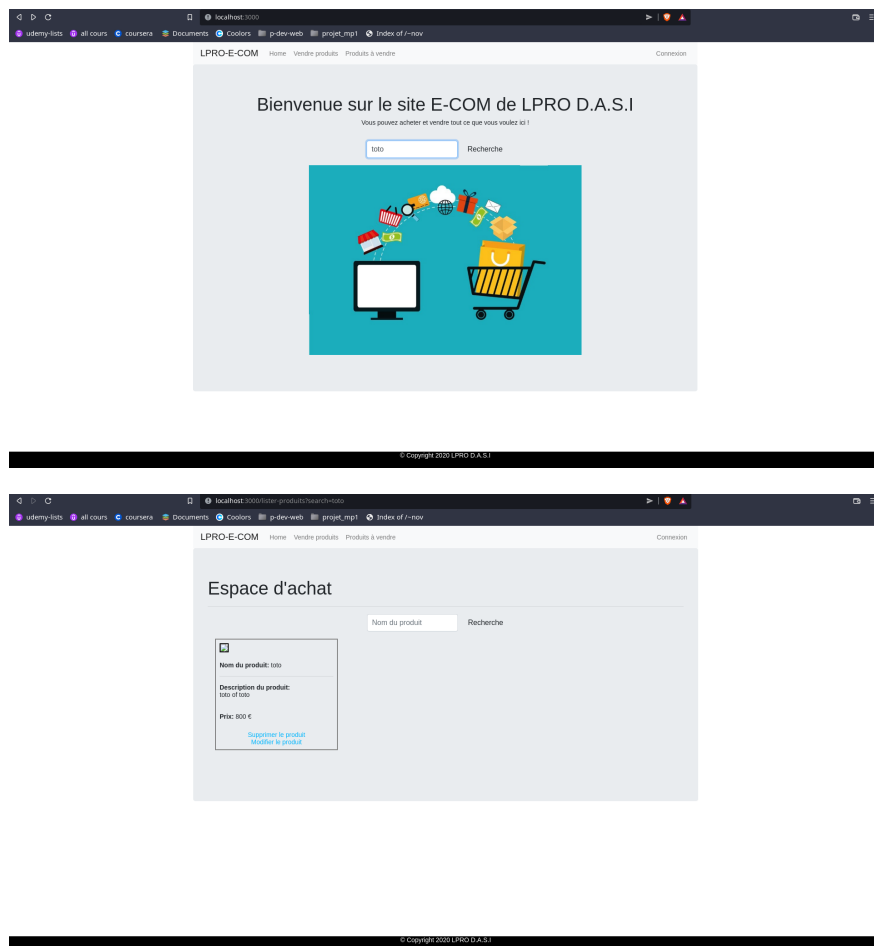 localhost:3000
udemy-lists all cours coursera Documents Coolors p-dev-web projet_mp1 Index of /~nov
LPRO-E-COM Home Vendre produits Produits à vendre Connexion
Bienvenue sur le site E-COM de LPRO D.A.S.I
Vous pouvez acheter et vendre tout ce que vous voulez ici !
toto Recherche
© Copyright 2020 LPRO D.A.S.I
localhost:3000/lister-produits?search=toto
udemy-lists all cours coursera Documents Coolors p-dev-web projet_mp1 Index of /~nov
LPRO-E-COM Home Vendre produits Produits à vendre Connexion
Espace d'achat
Nom du produit Recherche
Nom du produit: toto
Description du produit:
toto of toto
Prix: 800 €
Supprimer le produit
Modifier le produit
© Copyright 2020 LPRO D.A.S.I